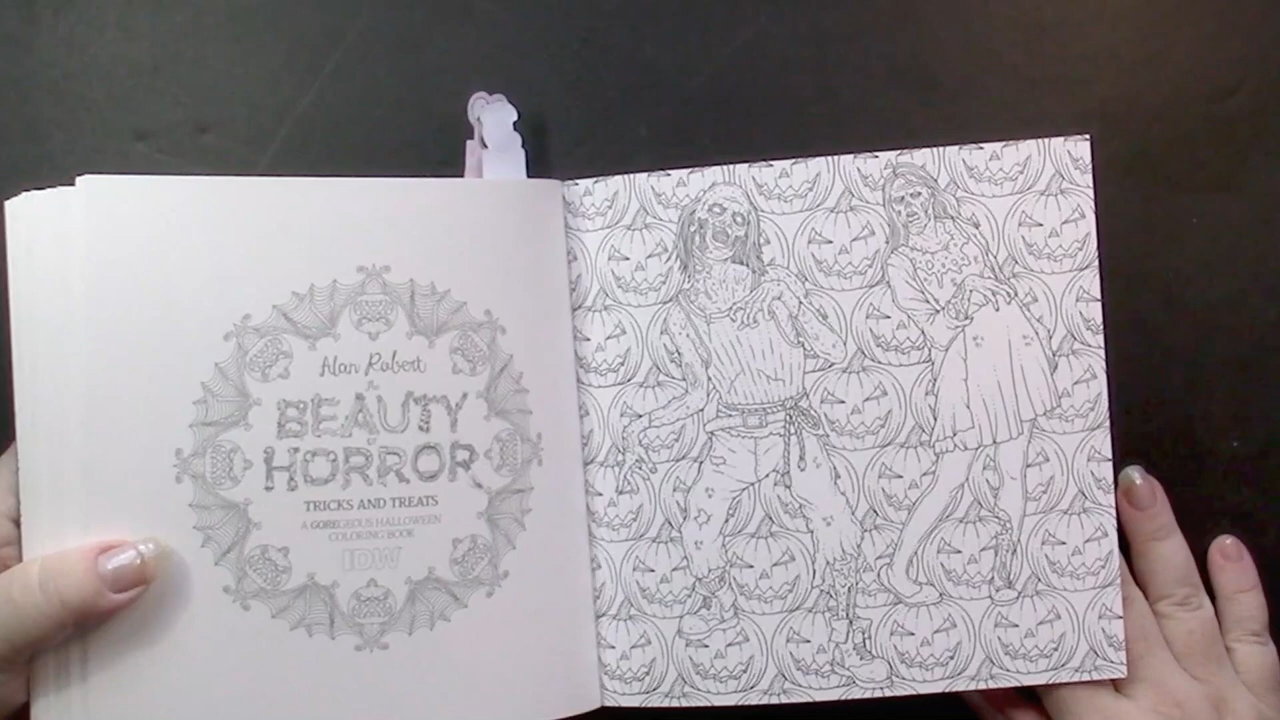 Alan Robert
The
BEAUTY
of
HORROR
TRICKS AND TREATS
A GOREGEOUS HALLOWEEN
COLORING BOOK
IDW